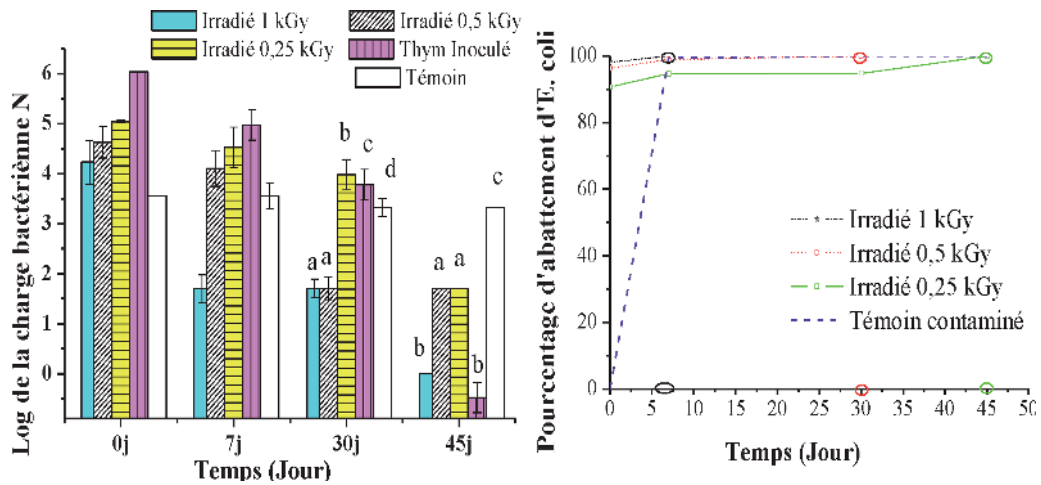 Irradié 1 kGy
Irradié 0,5 kGy
Irradié 0,25 kGy
Thym Inoculé
Témoin
Log de la charge bactériènne N
6
5
4
3
2
1
0
a a b c d
b a a b c
0j 7j 30j 45j
Temps (Jour)
Pourcentage d'abattement d'E. coli
100
80
60
40
20
0
Irradié 1 kGy
Irradié 0,5 kGy
Irradié 0,25 kGy
Témoin contaminé
0 5 10 15 20 25 30 35 40 45 50
Temps (Jour)